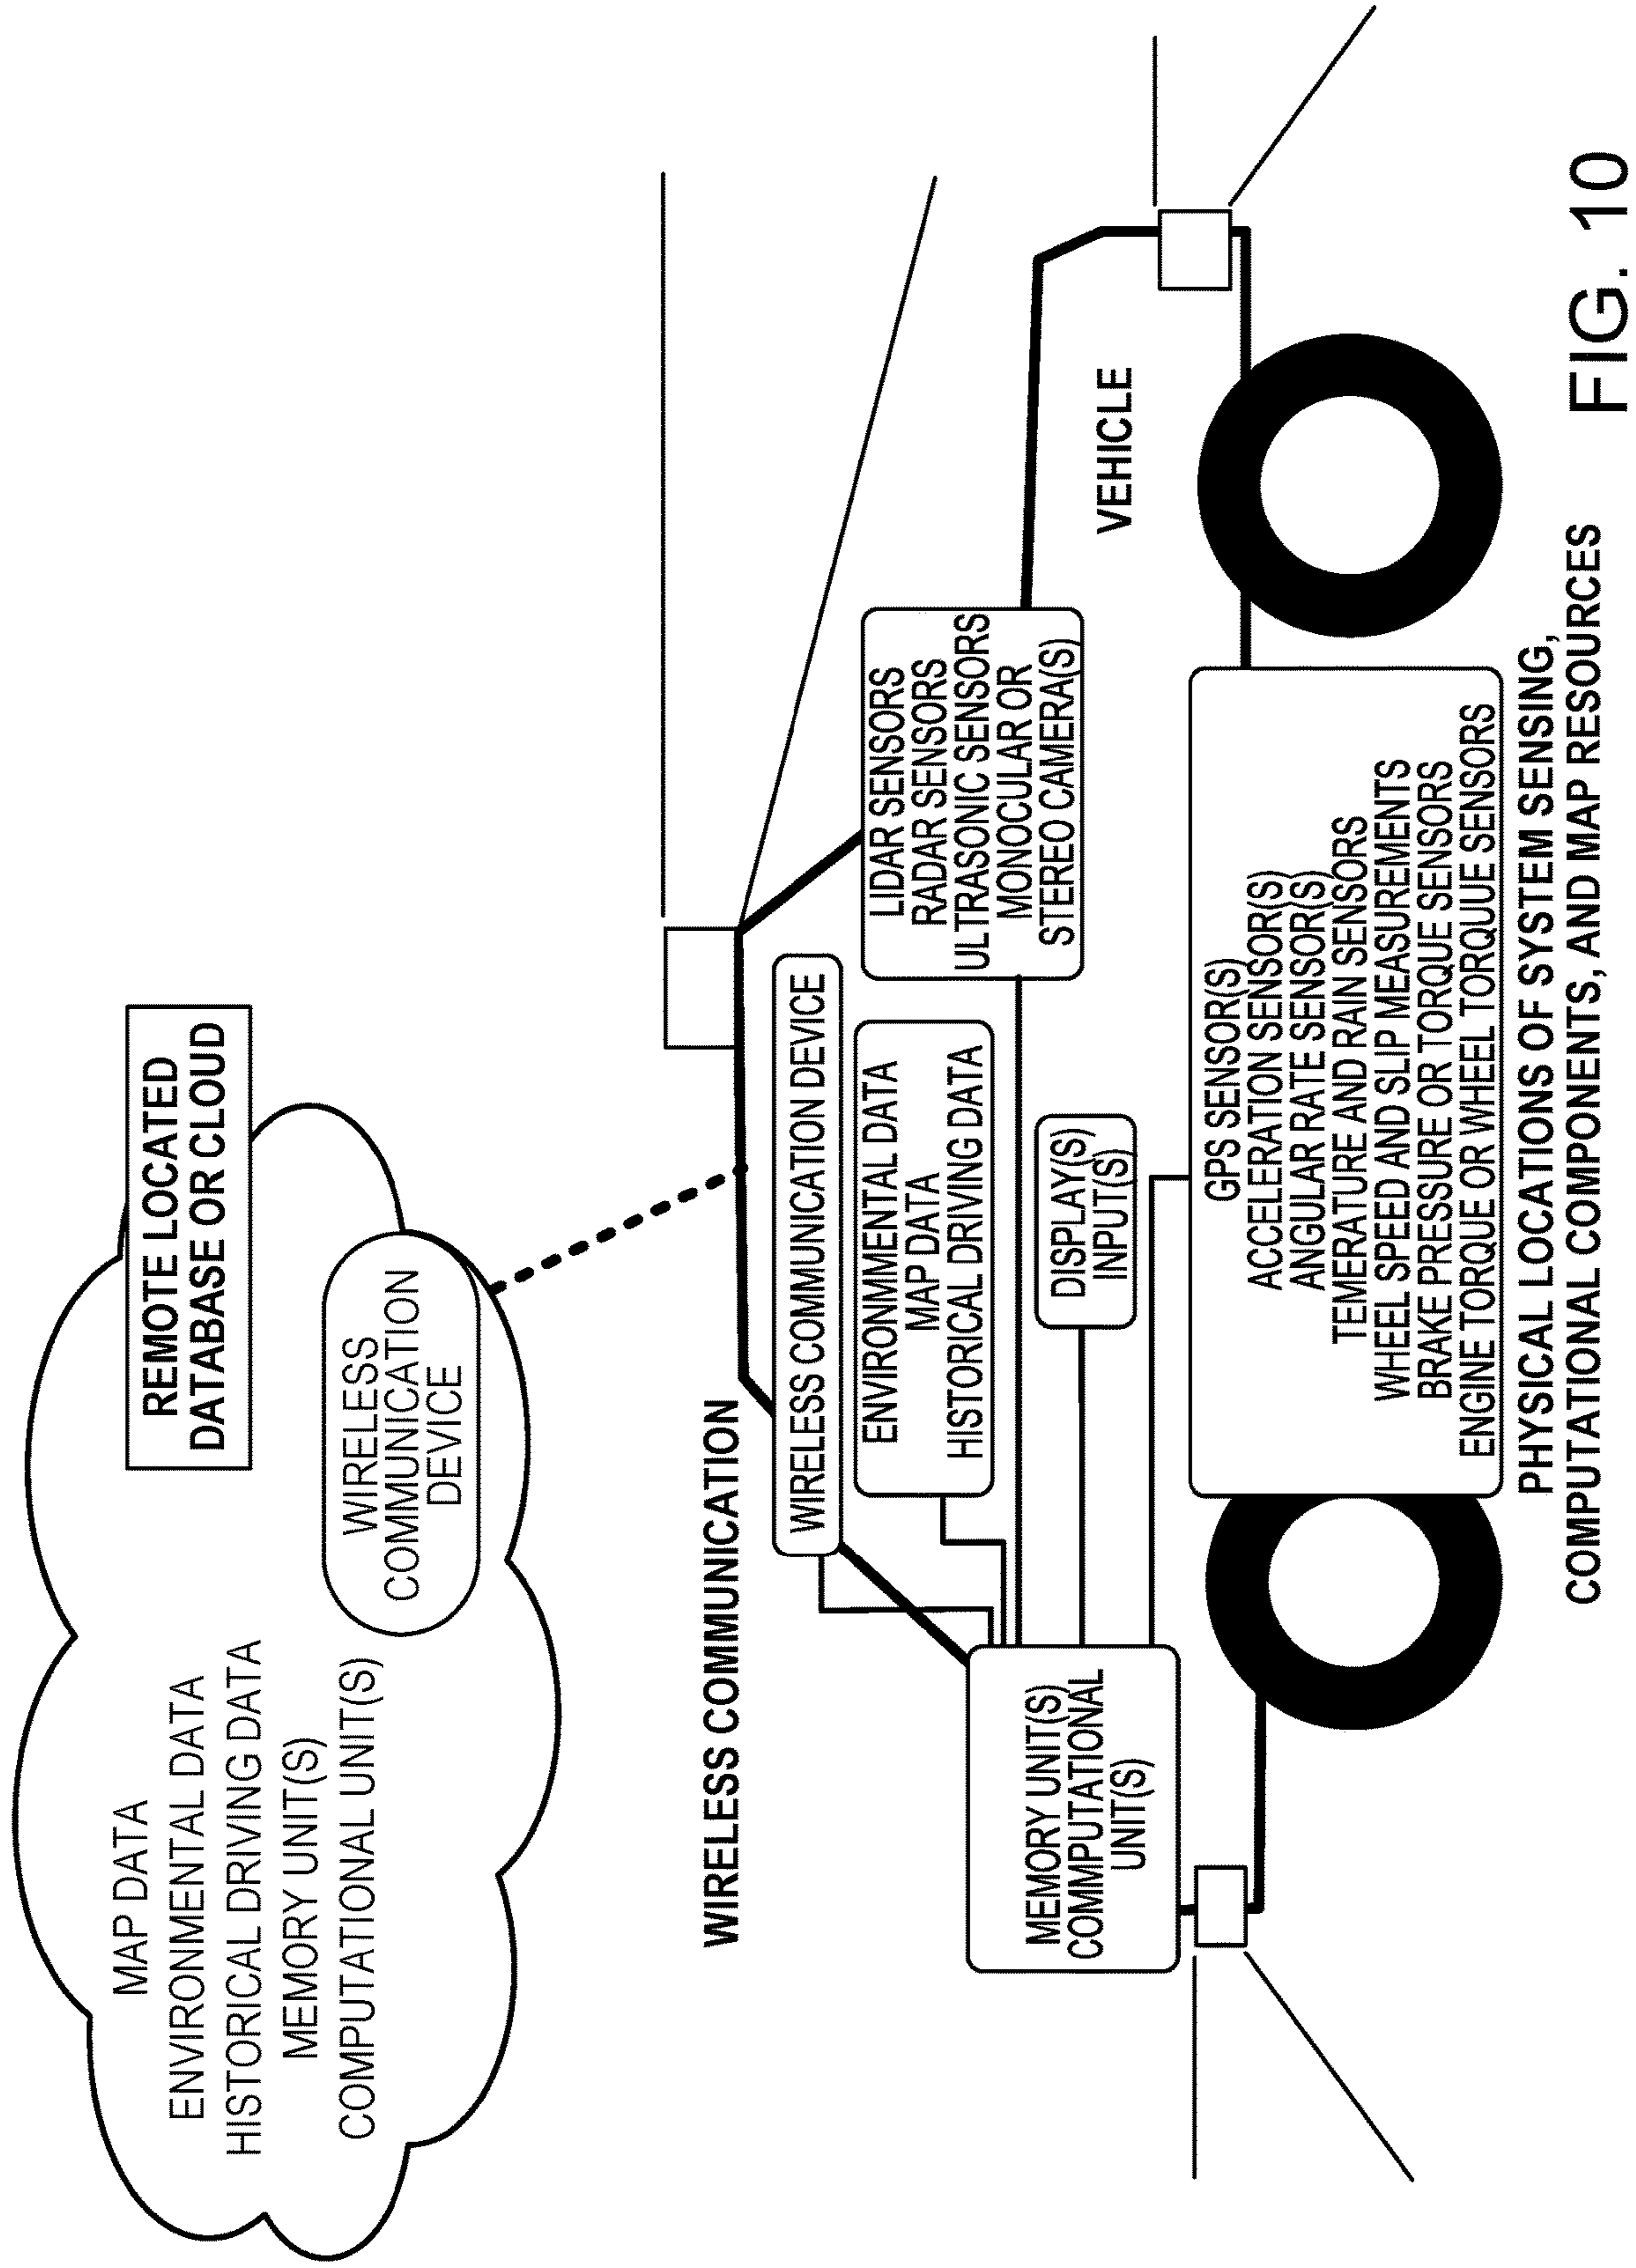 REMOTE LOCATED
DATABASE OR CLOUD
MAP DATA
ENVIRONMENTAL DATA
HISTORICAL DRIVING DATA
MEMORY UNIT(S)
COMPUTATIONAL UNIT(S)
WIRELESS
COMMUNICATION
DEVICE
WIRELESS COMMUNICATION
WIRELESS COMMUNICATION DEVICE
ENVIRONMMENTAL DATA
MAP DATA
HISTORICAL DRIVING DATA
LIDAR SENSORS
RADAR SENSORS
ULTRASONIC SENSORS
MONOCULAR OR
STEREO CAMERA(S)
MEMORY UNIT(S)
COMMPUTATIONAL
UNIT(S)
DISPLAY(S)
INPUT(S)
VEHICLE
GPS SENSOR(S)
ACCELERATION SENSOR(S)
ANGULAR RATE SENSOR(S)
TEMERATURE AND RAIN SENSORS
WHEEL SPEED AND SLIP MEASUREMENTS
BRAKE PRESSURE OR TORQUE SENSORS
ENGINE TORQUE OR WHEEL TORQUUE SENSORS
PHYSICAL LOCATIONS OF SYSTEM SENSING,
COMPUTATIONAL COMPONENTS, AND MAP RESOURCES
FIG. 10